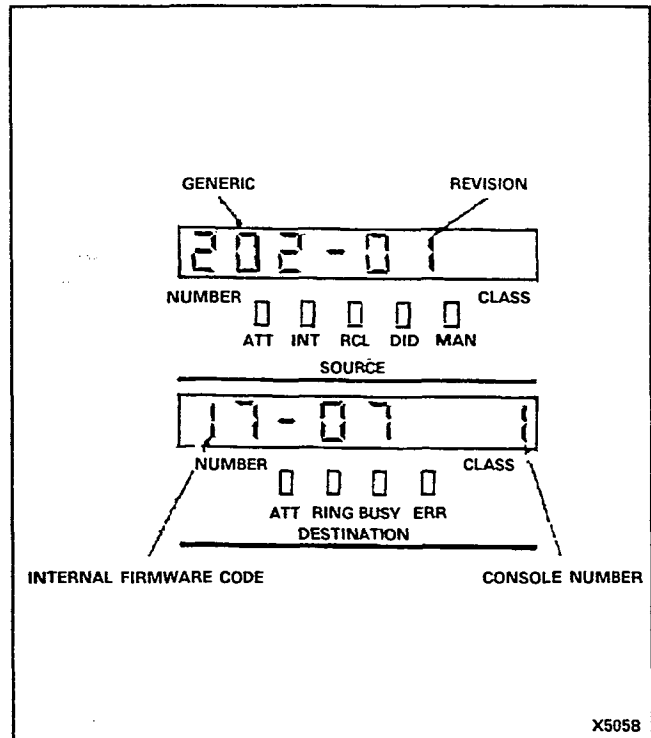 GENERIC REVISION
202-01
NUMBER CLASS
ATT INT RCL DID MAN
SOURCE
17-07 1
NUMBER CLASS
ATT RING BUSY ERR
DESTINATION
INTERNAL FIRMWARE CODE CONSOLE NUMBER
X5058